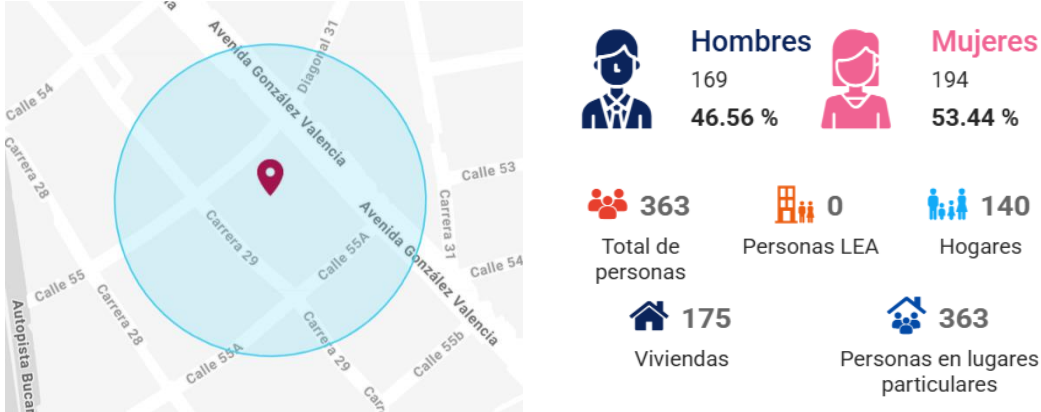 ia
Diagonal 31
Avenida González Valencia
Calle 54
Carrera 28
Calle 53
Carrera 31
Avenida González Valencia
Carrera 29
Calle 55A
Calle 54
Calle 55
Carrera 28
Autopista Bucar
Calle 55A
Carrera 29
Calle 55b
Hombres
169
46.56 %
Mujeres
194
53.44 %
363
Total de
personas
0
Personas LEA
140
Hogares
175
Viviendas
363
Personas en lugares
particulares